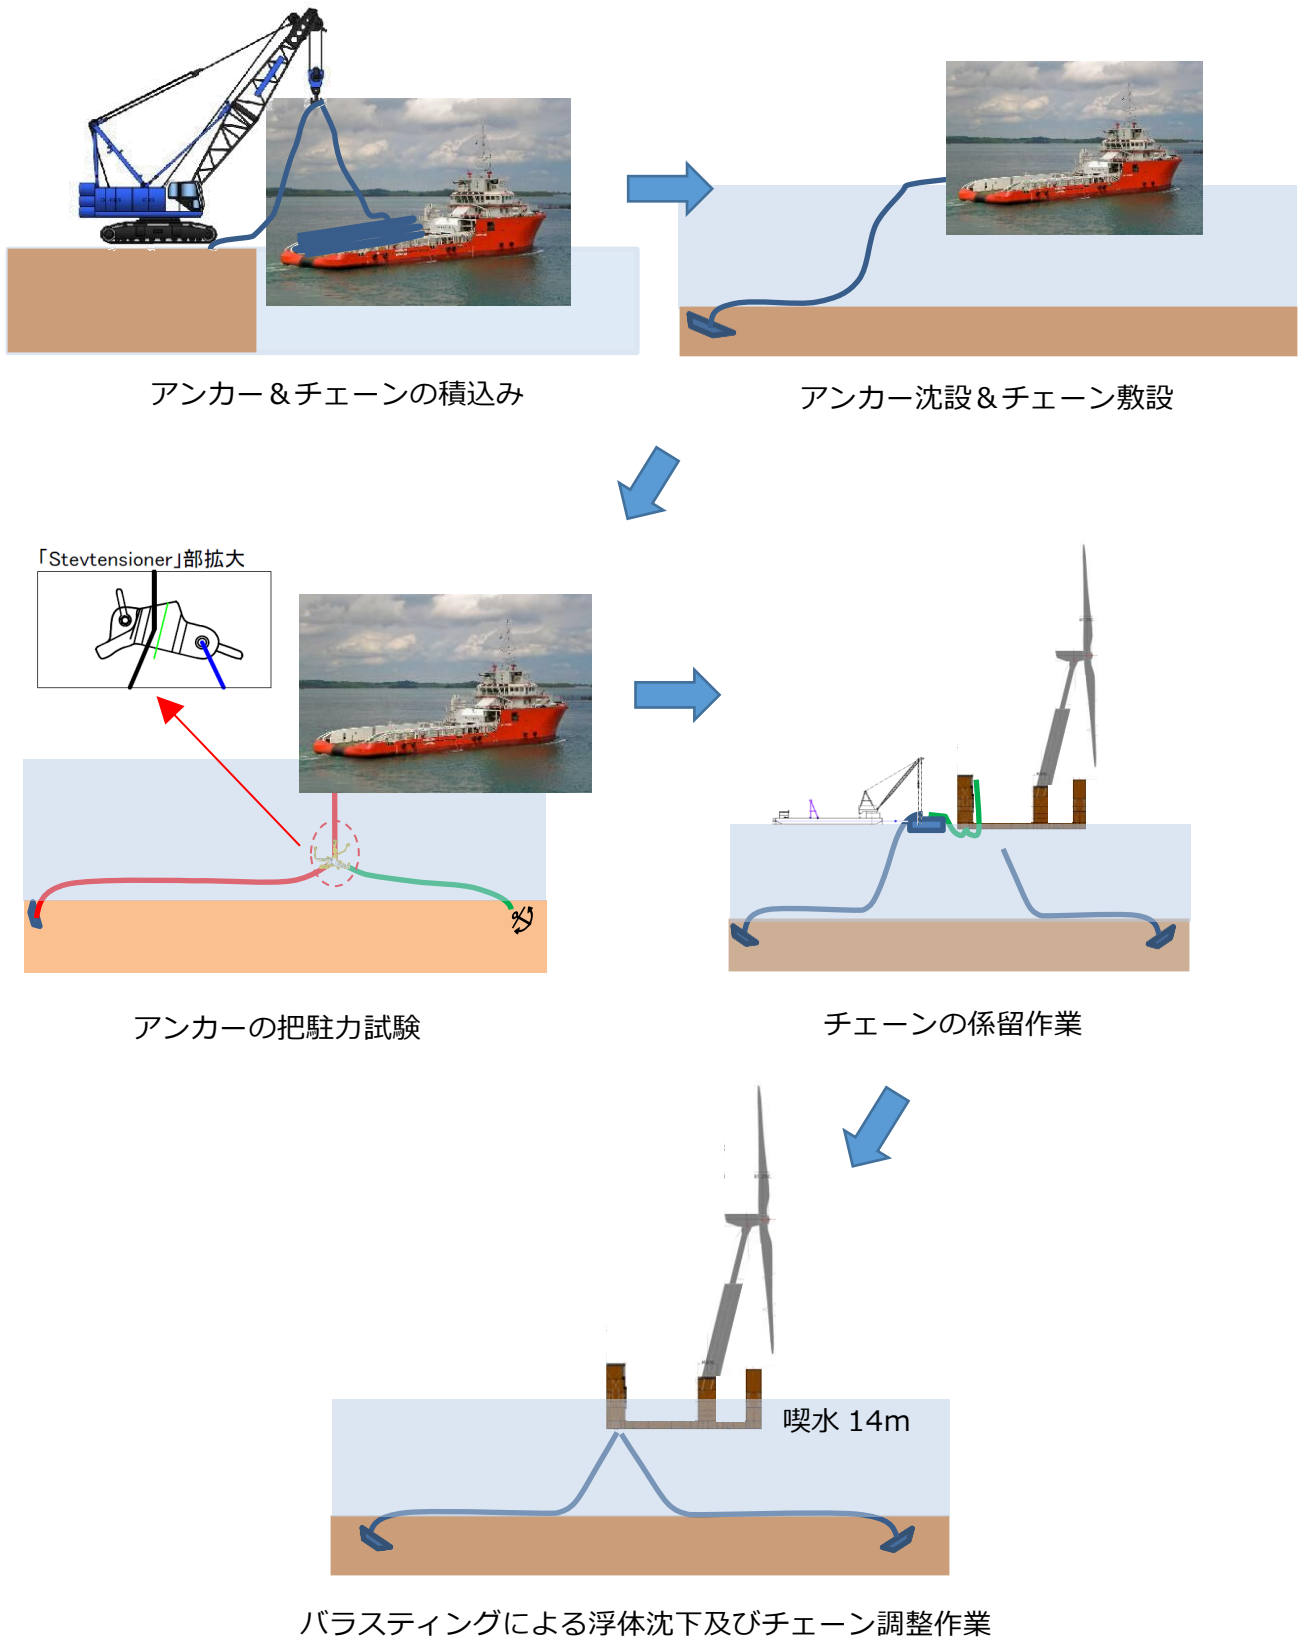 アンカー＆チェーンの積込み
アンカー沈設＆チェーン敷設
「Stevtensioner」部拡大
アンカーの把駐力試験
チェーンの係留作業
喫水 14m
バラスティングによる浮体沈下及びチェーン調整作業